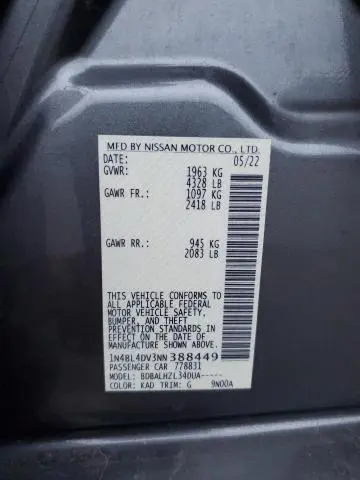 MFD BY NISSAN MOTOR CO., LTD.
DATE: 05/22
GVWR: 1963 KG
4328 LB
GAWR FR.: 1097 KG
2418 LB
GAWR RR.: 945 KG
2083 LB
THIS VEHICLE CONFORMS
TO ALL APPLICABLE FEDERAL
MOTOR VEHICLE SAFETY,
BUMPER, AND THEFT
PREVENTION STANDARDS IN
EFFECT ON THE DATE OF
MANUFACTURE SHOWN ABOVE.
1N4BL4DV3NN388449
PASSENGER CAR 778831
MODEL: BDBALHZL34DUA-----
COLOR: KAD TRIM: G 9N00A